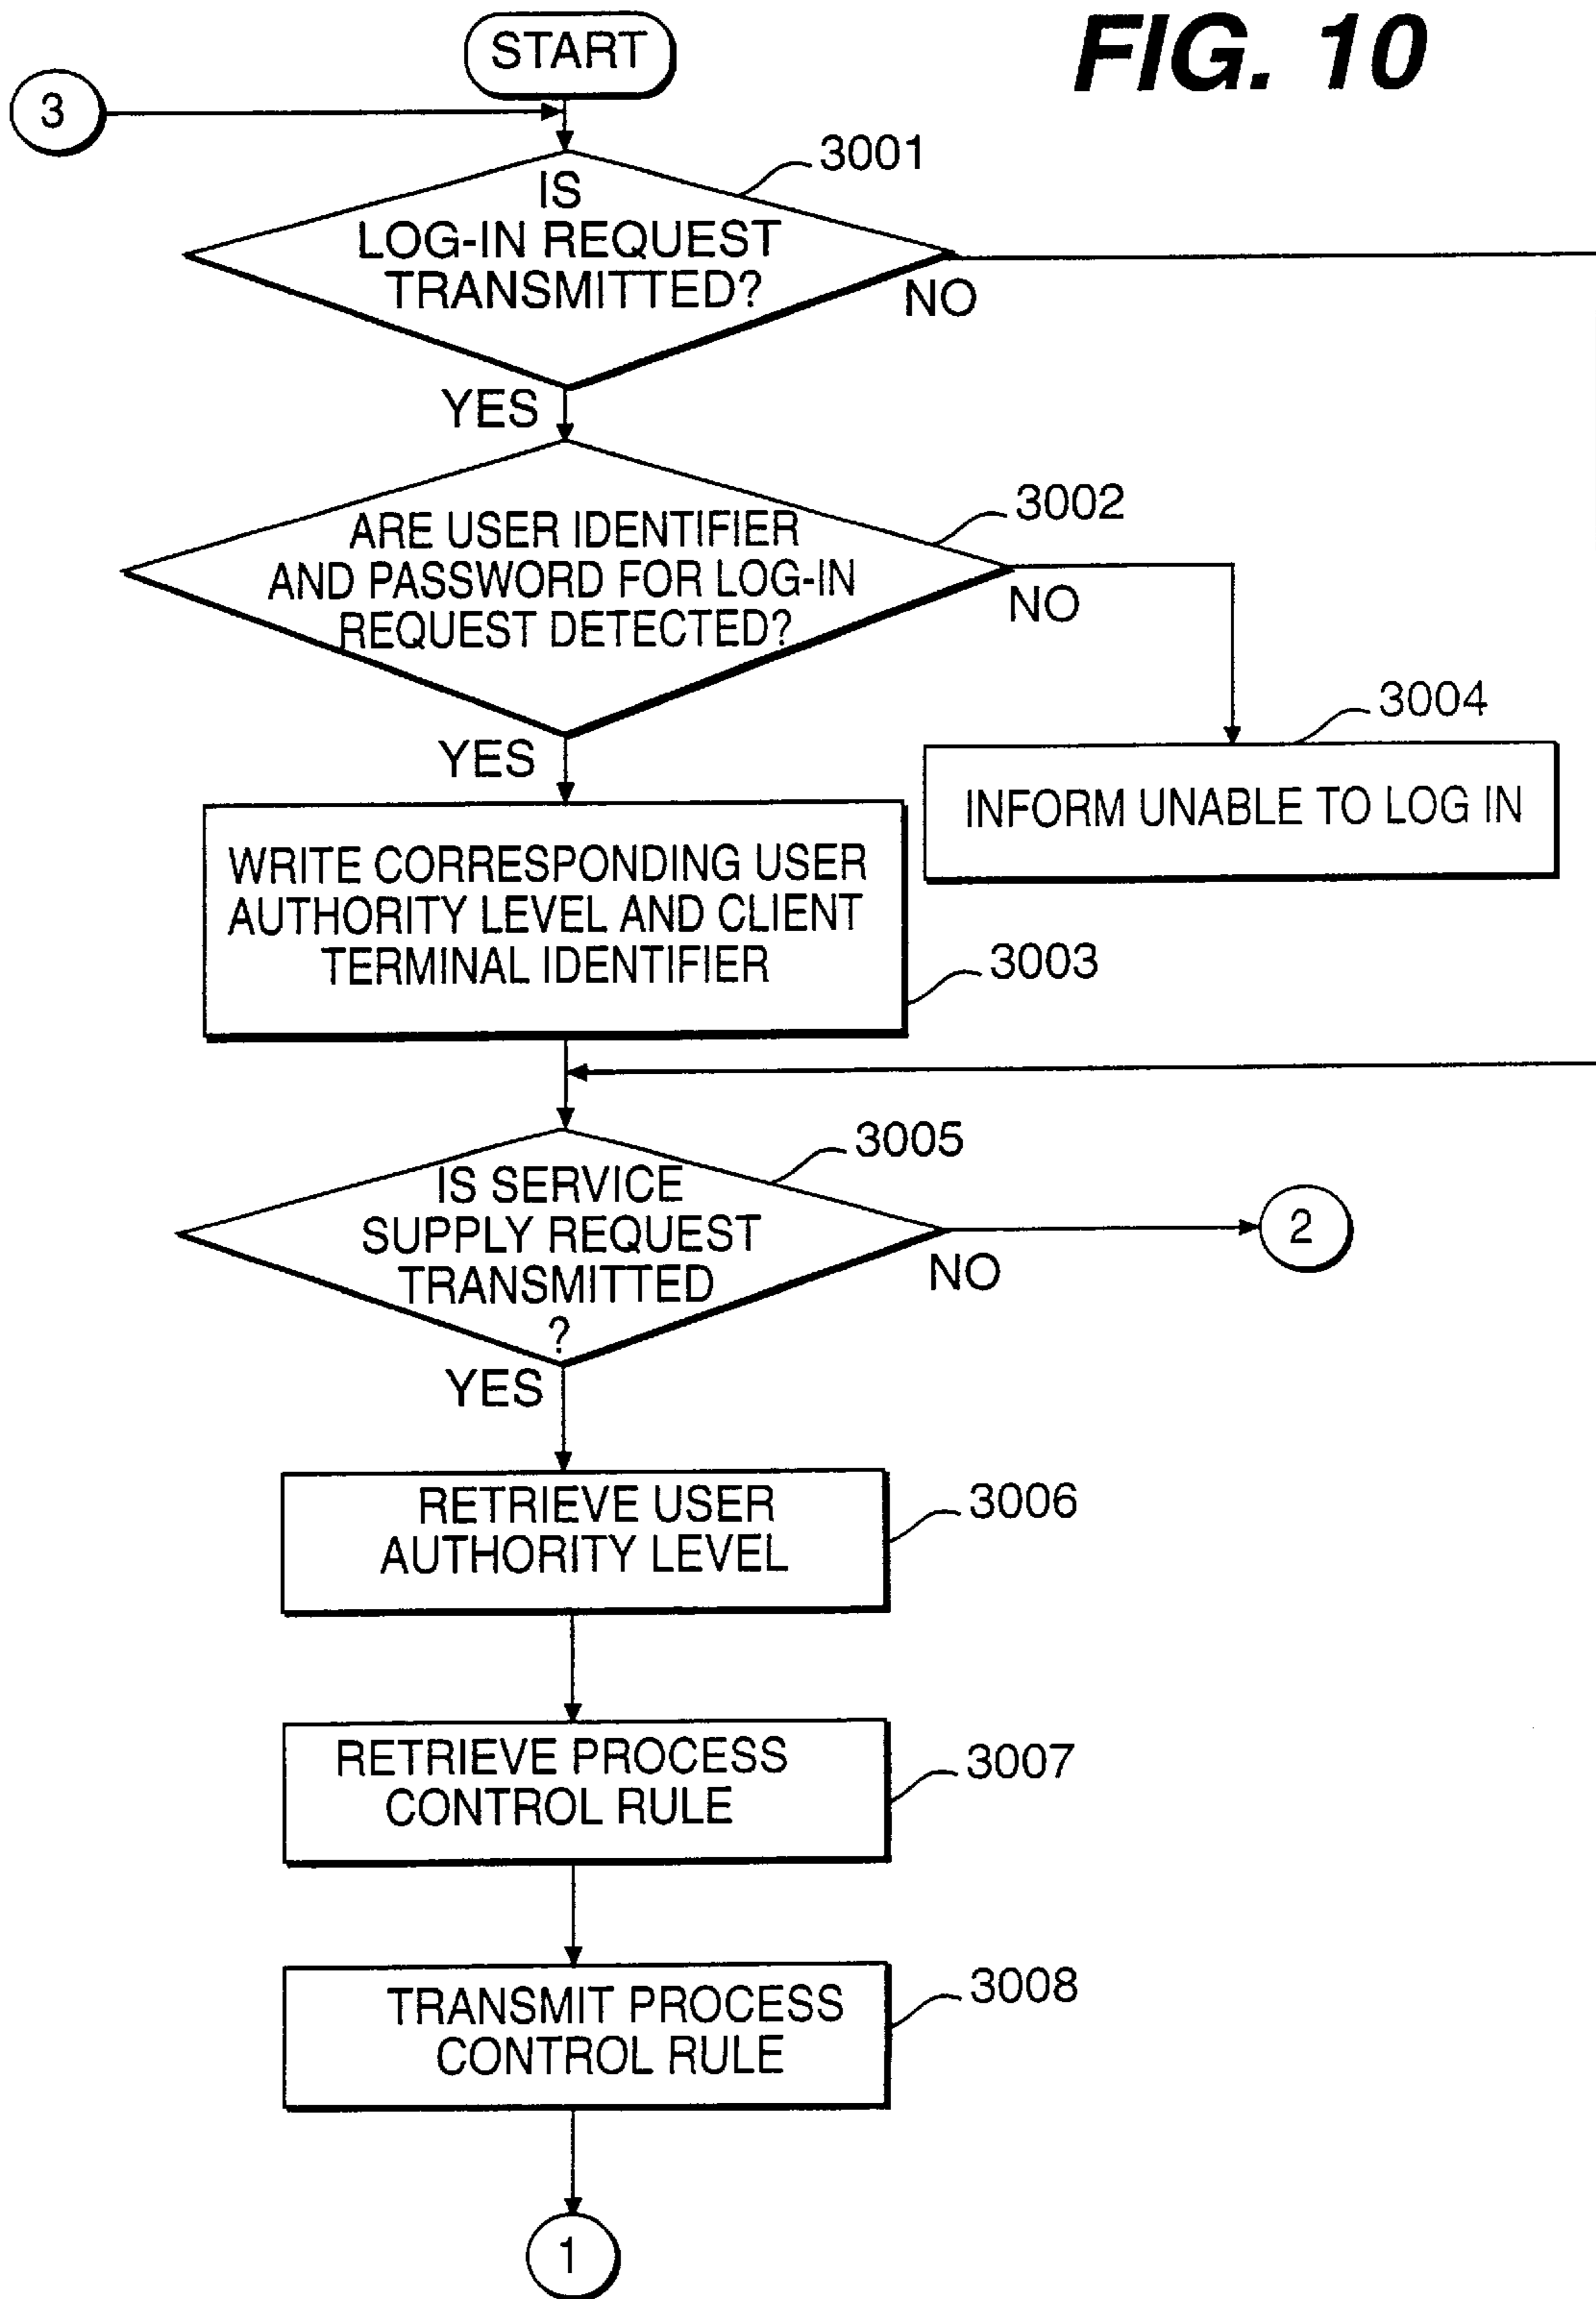 FIG. 10
START
3
3001
IS
LOG-IN REQUEST
TRANSMITTED?
NO
YES
3002
ARE USER IDENTIFIER
AND PASSWORD FOR LOG-IN
REQUEST DETECTED?
NO
YES
3004
INFORM UNABLE TO LOG IN
WRITE CORRESPONDING USER
AUTHORITY LEVEL AND CLIENT
TERMINAL IDENTIFIER
3003
3005
IS SERVICE
SUPPLY REQUEST
TRANSMITTED
?
NO
2
YES
RETRIEVE USER
AUTHORITY LEVEL
3006
RETRIEVE PROCESS
CONTROL RULE
3007
TRANSMIT PROCESS
CONTROL RULE
3008
1